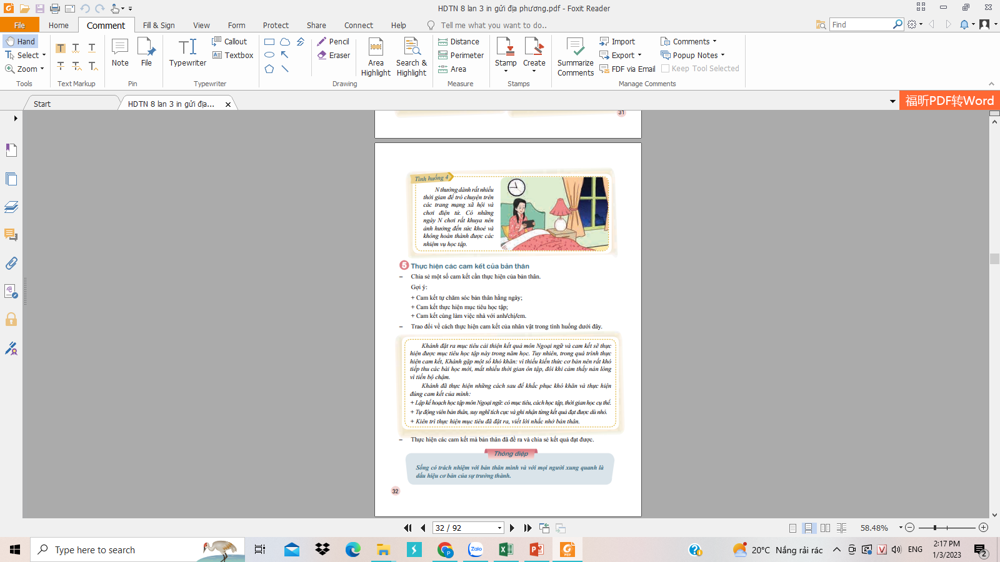 HDTN 8 lan 3 in gửi địa phương.pdf - Foxit Reader
File Home Comment Fill & Sign View Form Protect Share Connect Help Tell me what you want to do.. Find
Hand
Select
Zoom
Tools
Text Markup
Note
File
Pin
Typewriter
Callout
Textbox
Typewriter
Pencil
Eraser
Area Highlight
Search & Highlight
Drawing
Distance
Perimeter
Area
Measure
Stamp
Create
Stamps
Summarize Comments
Import
Export
FDF via Email
Comments
Popup Notes
Keep Tool Selected
Manage Comments
Start
HDTN 8 lan 3 in gửi địa...
福昕PDF转Word
31
Tình huống 4
N thường dành rất nhiều
thời gian để trò chuyện trên
các trang mạng xã hội và
chơi điện tử. Có những
ngày N chơi rất khuya nên
ảnh hưởng đến sức khoẻ và
không hoàn thành được các
nhiệm vụ học tập.
5 Thực hiện các cam kết của bản thân
– Chia sẻ một số cam kết cần thực hiện của bản thân.
Gợi ý:
+ Cam kết tự chăm sóc bản thân hằng ngày;
+ Cam kết thực hiện mục tiêu học tập;
+ Cam kết cùng làm việc nhà với anh/chị/em.
– Trao đổi về cách thực hiện cam kết của nhân vật trong tình huống dưới đây.
Khánh đặt ra mục tiêu cải thiện kết quả môn Ngoại ngữ và cam kết sẽ thực
hiện được mục tiêu học tập này trong năm học. Tuy nhiên, trong quá trình thực
hiện cam kết, Khánh gặp một số khó khăn: vì thiếu kiến thức cơ bản nên rất khó
tiếp thu các bài học mới, mất nhiều thời gian ôn tập, đôi khi cảm thấy nản lòng
vì tiến bộ chậm.
Khánh đã thực hiện những cách sau để khắc phục khó khăn và thực hiện
đúng cam kết của mình:
+ Lập kế hoạch học tập môn Ngoại ngữ: có mục tiêu, cách học tập, thời gian học cụ thể.
+ Tự động viên bản thân, suy nghĩ tích cực và ghi nhận từng kết quả đạt được dù nhỏ.
+ Kiên trì thực hiện mục tiêu đã đặt ra, viết lời nhắc nhở bản thân.
– Thực hiện các cam kết mà bản thân đã đề ra và chia sẻ kết quả đạt được.
Thông điệp
Sống có trách nhiệm với bản thân mình và với mọi người xung quanh là
dấu hiệu cơ bản của sự trưởng thành.
32
32 / 92
58.48%
Type here to search
Zalo
20°C Nắng rải rác
ENG
2:17 PM
1/3/2023
2